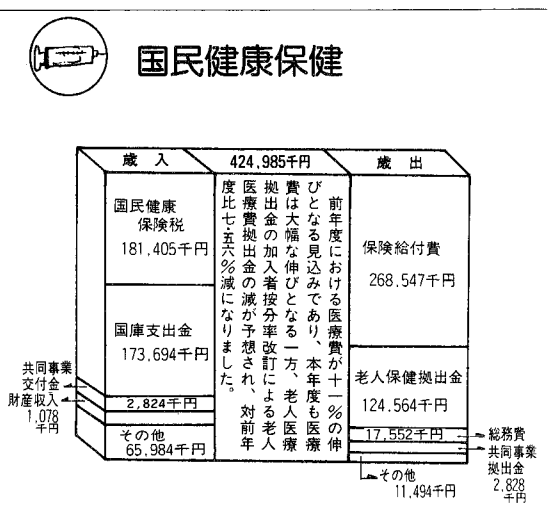 国民健康保健
歳入
424,985千円
歳出
国民健康
保険税
181,405千円
国庫支出金
173,694千円
共同事業
交付金
2,824千円
財産収入
1,078
千円
その他
65,984千円
前年度における医療費が十一%の伸
びとなる見込みであり、本年度も医療
費は大幅な伸びとなる一方、老人医療
拠出金の加入者按分率改訂による老人
医療費拠出金の減が予想され、対前年
度比七・五六%減になりました。
保険給付費
268,547千円
老人保健拠出金
124,564千円
17,552千円
総務費
共同事業
拠出金
2,828
千円
その他
11,494千円